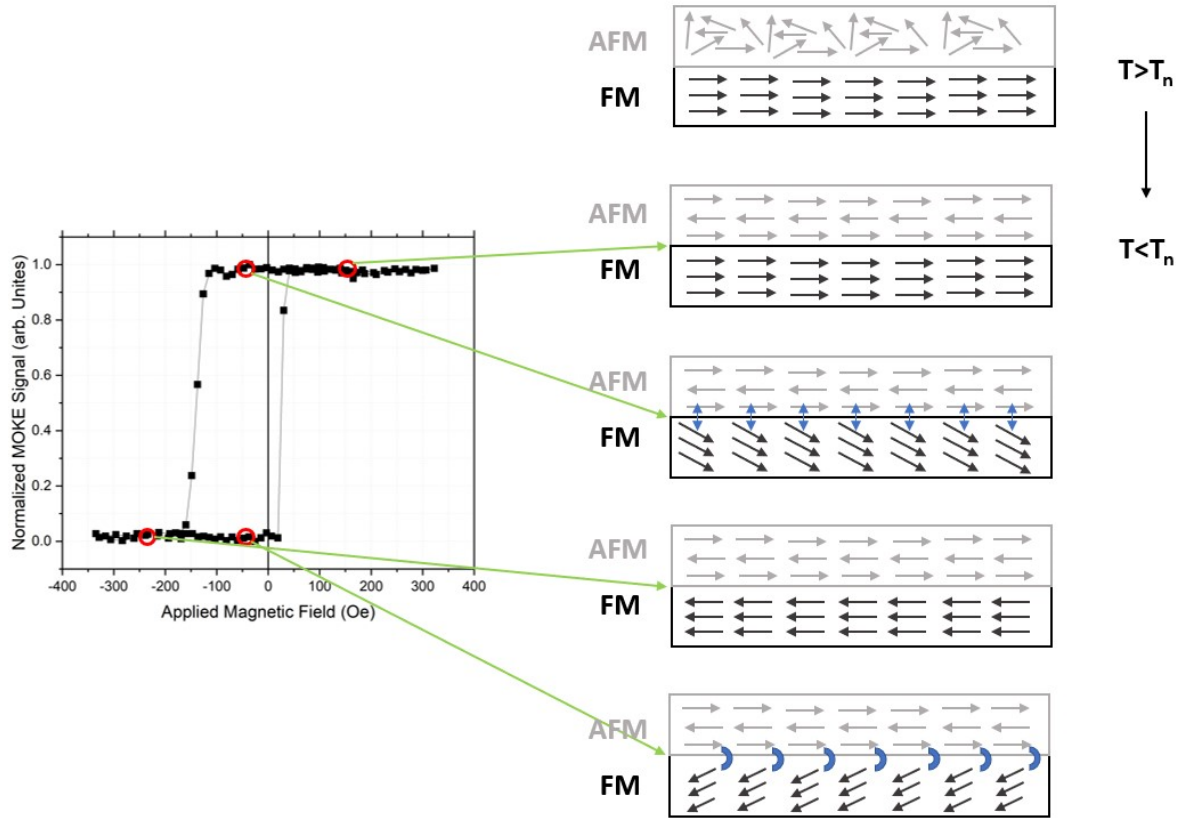 AFM
FM
T>Tn
AFM
FM
T<Tn
Normalized MOKE Signal (arb. Unites)
1.0
0.8
0.6
0.4
0.2
0.0
-400 -300 -200 -100 0 100 200 300 400
Applied Magnetic Field (Oe)
AFM
FM
AFM
FM
AFM
FM